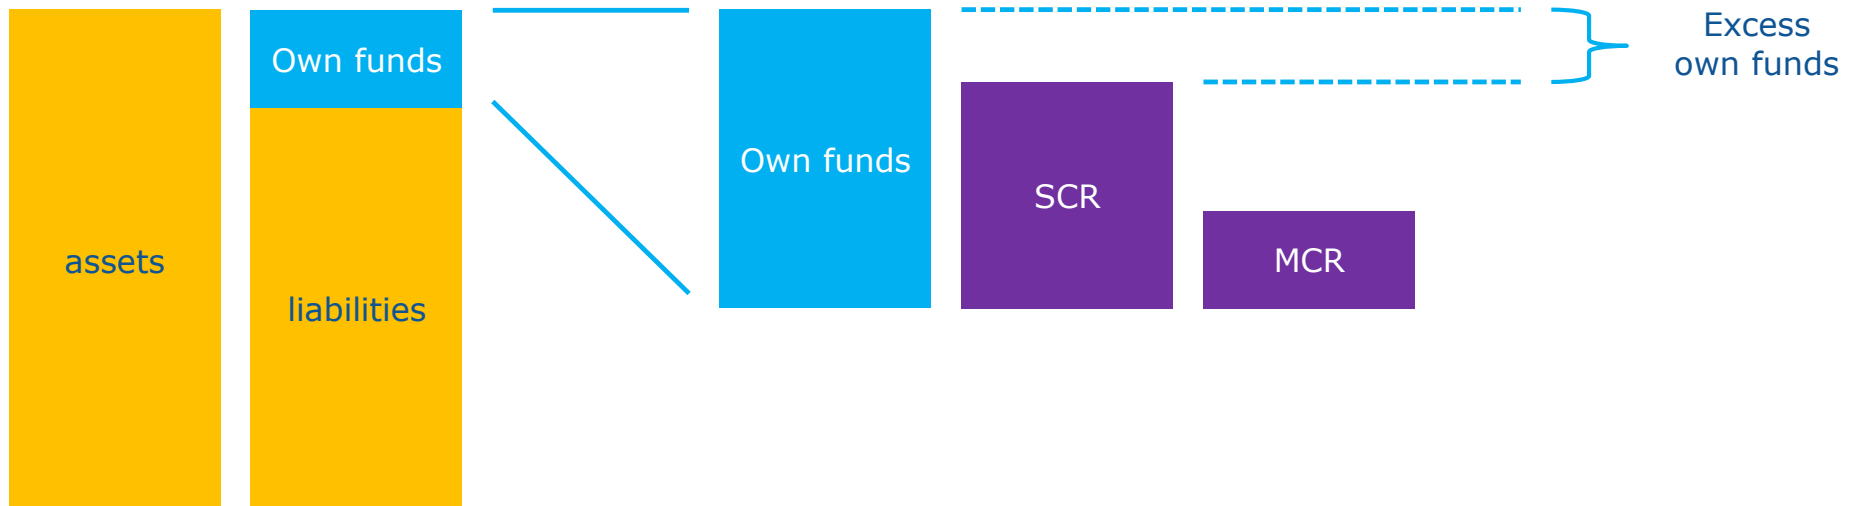 assets
Own funds
liabilities
Own funds
SCR
MCR
Excess
own funds